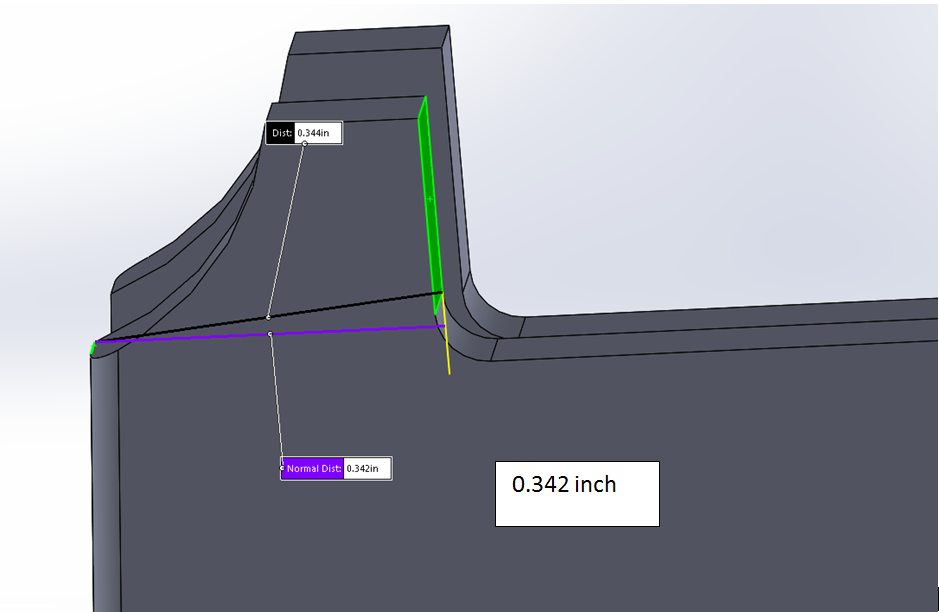 Dist: 0.344in
Normal Dist: 0.342in
0.342 inch